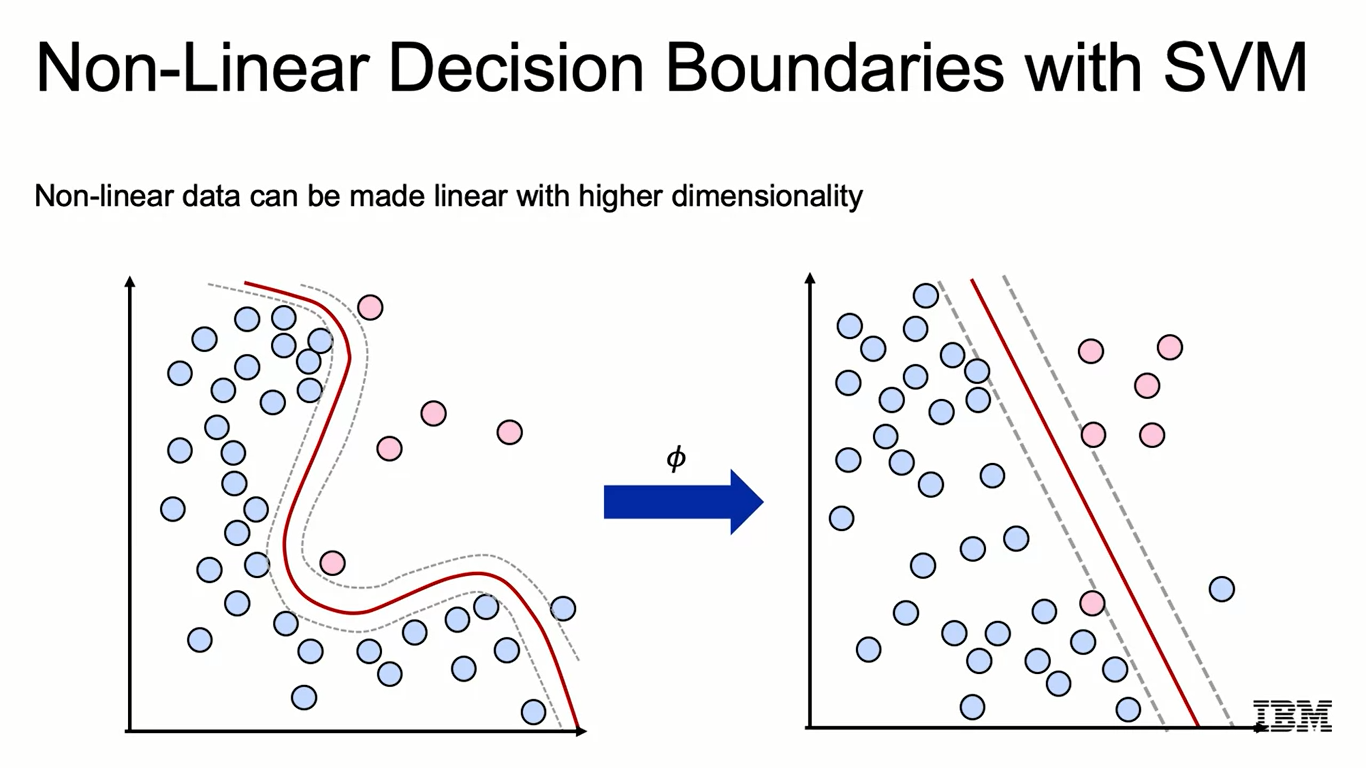 Non-Linear Decision Boundaries with SVM
Non-linear data can be made linear with higher dimensionality
ϕ
IBM